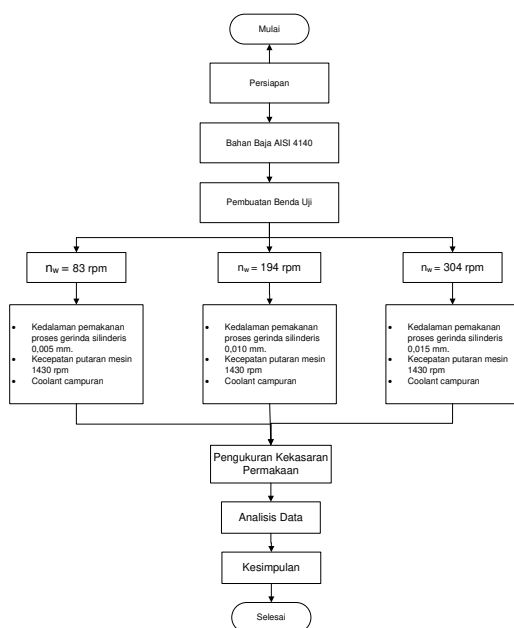 Mulai
Persiapan
Bahan Baja AISI 4140
Pembuatan Benda Uji
nw = 83 rpm
nw = 194 rpm
nw = 304 rpm
• Kedalaman pemakanan
proses gerinda silinderis
0,005 mm.
• Kecepatan putaran mesin
1430 rpm
• Coolant campuran
• Kedalaman pemakanan
proses gerinda silinderis
0,010 mm.
• Kecepatan putaran mesin
1430 rpm
• Coolant campuran
• Kedalaman pemakanan
proses gerinda silinderis
0,015 mm.
• Kecepatan putaran mesin
1430 rpm
• Coolant campuran
Pengukuran Kekasaran
Permakaan
Analisis Data
Kesimpulan
Selesai